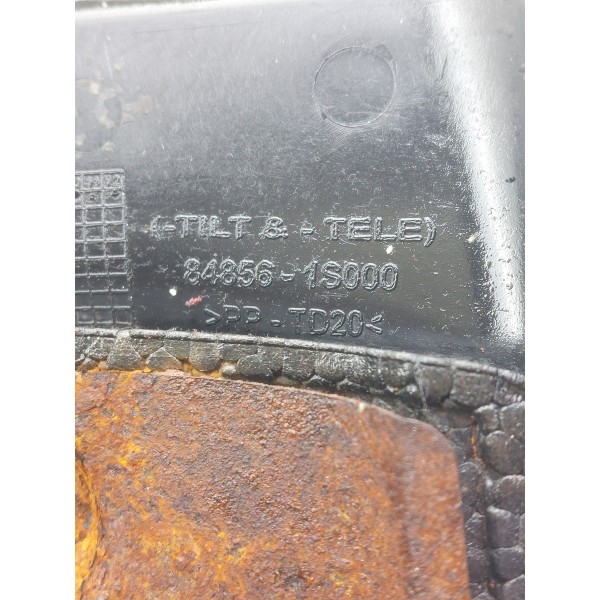 (-TILT & - TELE)
84856-1S000
>PP - TD20<